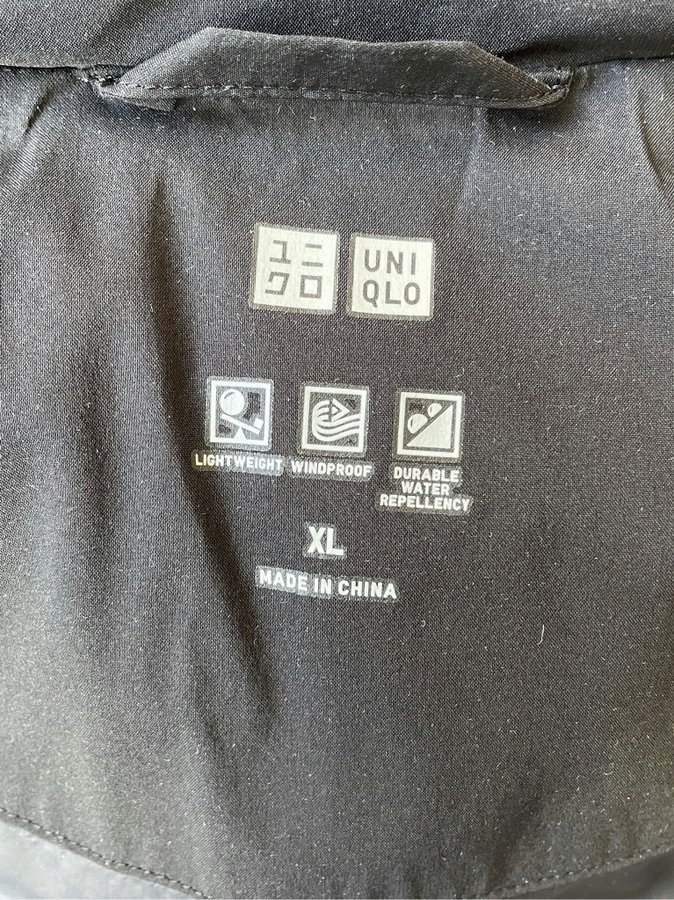 ユニ
クロ
UNI
QLO
LIGHTWEIGHT
WINDPROOF
DURABLE
WATER
REPELLENCY
XL
MADE IN CHINA